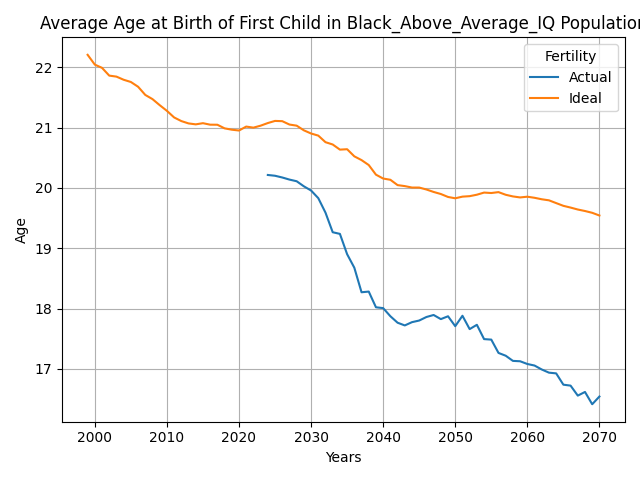 Average Age at Birth of First Child in Black_Above_Average_IQ Population
Fertility
Actual
Ideal
22
21
20
19
18
17
Age
2000 2010 2020 2030 2040 2050 2060 2070
Years